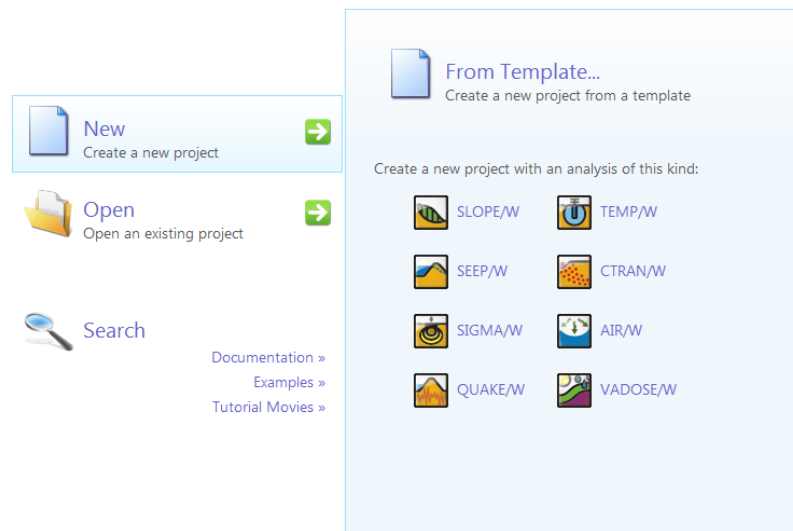 New
Create a new project
Open
Open an existing project
Search
Documentation »
Examples »
Tutorial Movies »
From Template...
Create a new project from a template
Create a new project with an analysis of this kind:
SLOPE/W TEMP/W
SEEP/W CTRAN/W
SIGMA/W AIR/W
QUAKE/W VADOSE/W